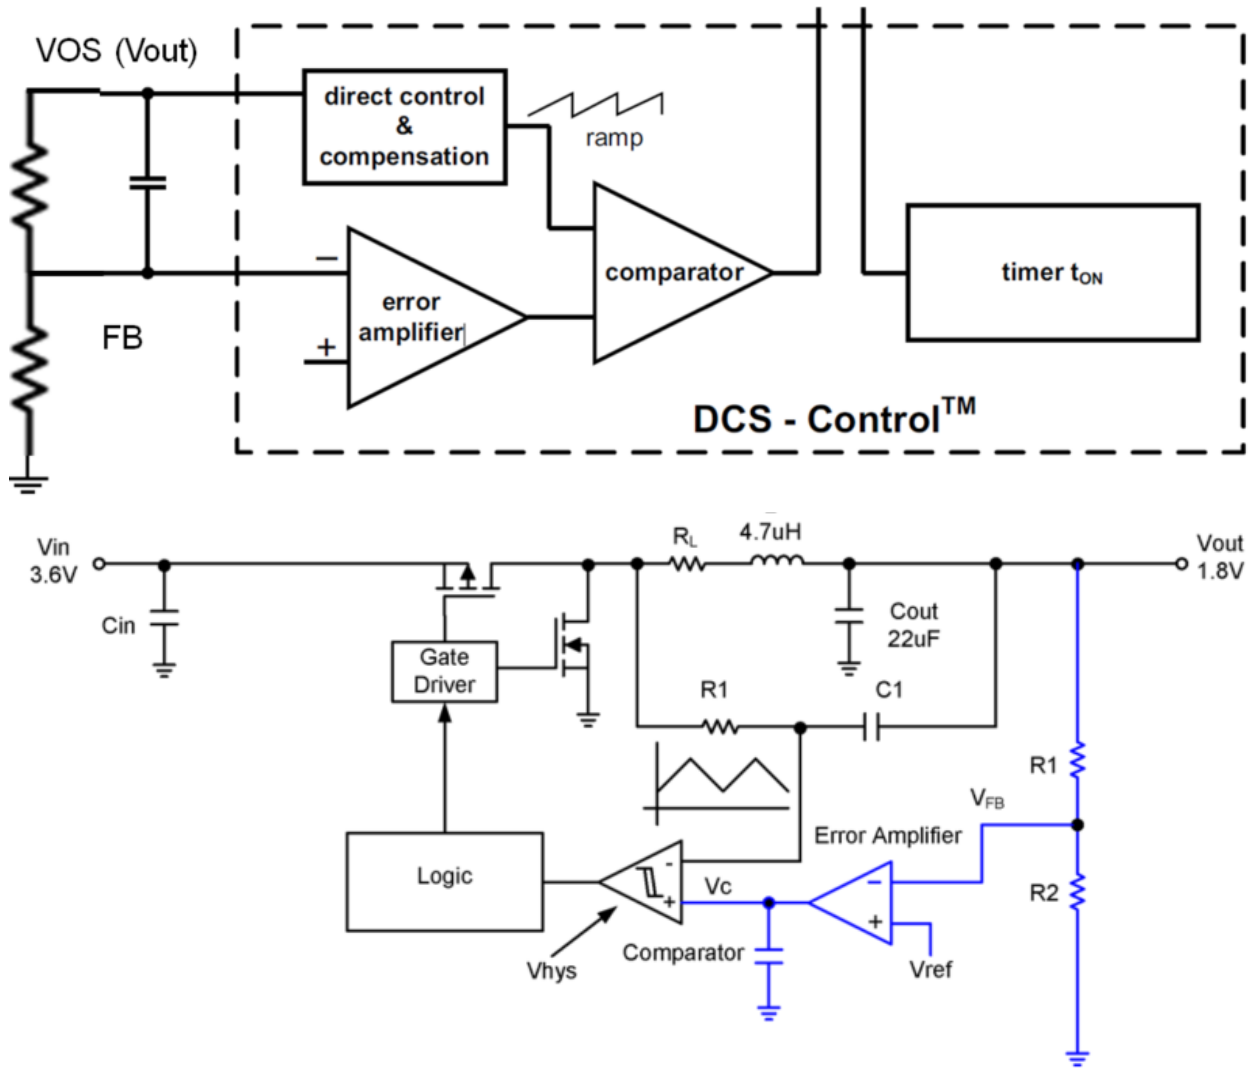 VOS (Vout)
direct control
&
compensation
ramp
−
error
amplifier
+
comparator
timer tON
FB
DCS - Control™
Vin
3.6V
Cin
RL
4.7uH
Vout
1.8V
Cout
22uF
Gate
Driver
R1
C1
R1
VFB
Error Amplifier
Logic
-
+
Vc
−
+
R2
Comparator
Vhys
Vref